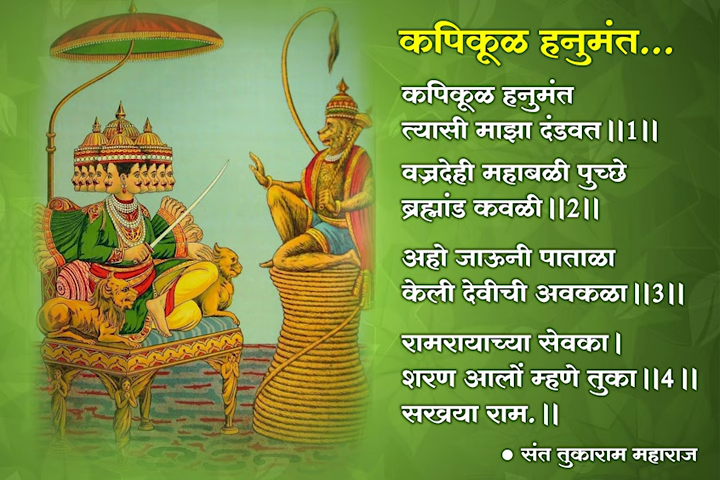 कपिकूळ हनुमंत...
कपिकूळ हनुमंत
त्यासी माझा दंडवत॥1॥
वज्रदेही महाबळी पुच्छे
ब्रह्मांड कवळी॥2॥
अहो जाऊनी पाताळा
केली देवीची अवकळा॥3॥
रामरायाच्या सेवका।
शरण आलों म्हणे तुका॥4॥
सखया राम.॥
● संत तुकाराम महाराज